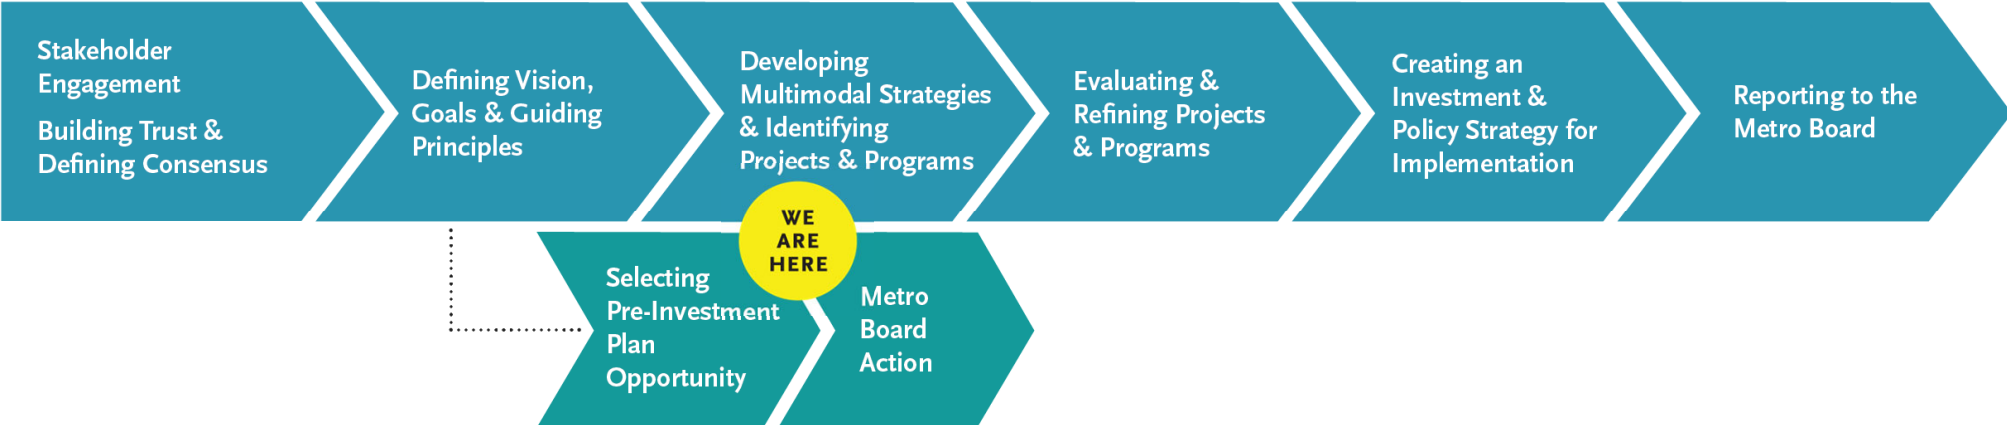 Stakeholder
Engagement
Building Trust &
Defining Consensus
Defining Vision,
Goals & Guiding
Principles
Developing
Multimodal Strategies
& Identifying
Projects & Programs
Evaluating &
Refining Projects
& Programs
Creating an
Investment &
Policy Strategy for
Implementation
Reporting to the
Metro Board
WE
ARE
HERE
Selecting
Pre-Investment
Plan
Opportunity
Metro
Board
Action